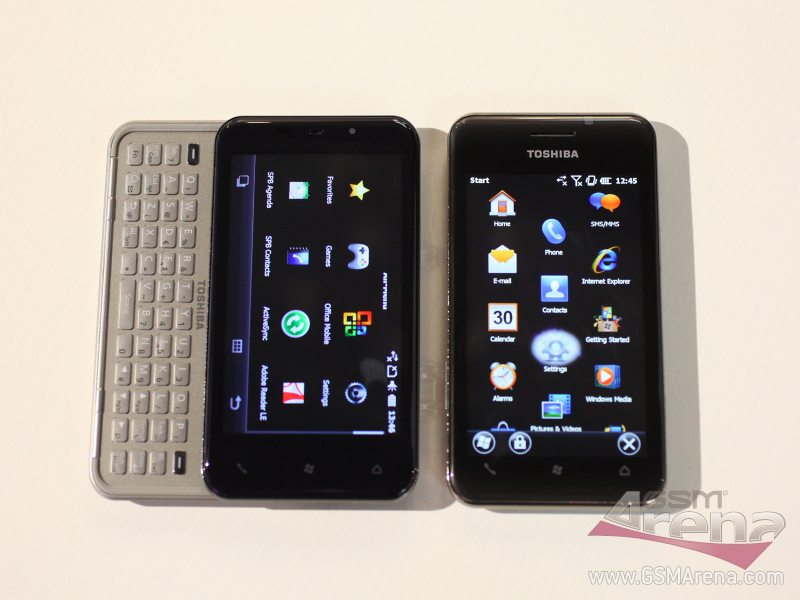 TOSHIBA
Favorites
Games
Office Mobile
Settings
13:46
SPB Agenda
SPB Contacts
ActiveSync
Adobe Reader LE
TOSHIBA
Start 12:45
Home
Phone
SMS/MMS
E-mail
Contacts
Internet Explorer
30
Calendar
Settings
Getting Started
Alarms
Pictures & Videos
Windows Media
GSM
Arena
www.GSMArena.com